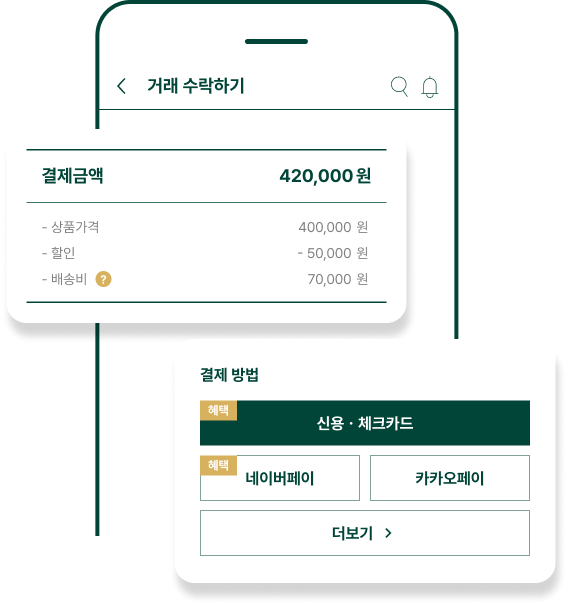 거래 수락하기
결제금액 420,000 원
- 상품가격 400,000 원
- 할인 - 50,000 원
- 배송비 ? 70,000 원
결제 방법
혜택
신용 · 체크카드
혜택
네이버페이 카카오페이
더보기 >